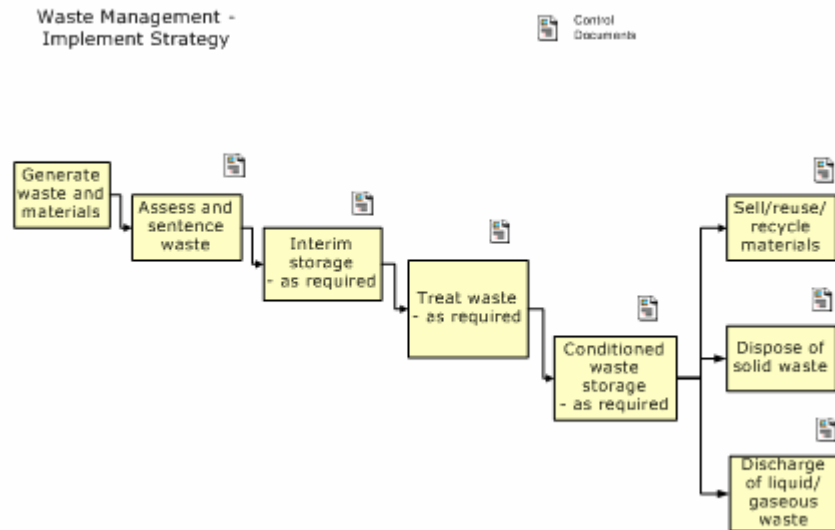 Waste Management -
Implement Strategy
Control
Documents
Generate
waste and
materials
Assess and
sentence
waste
Interim
storage
- as required
Treat waste
- as required
Conditioned
waste
storage
- as required
Sell/reuse/
recycle
materials
Dispose of
solid waste
Discharge
of liquid/
gaseous
waste